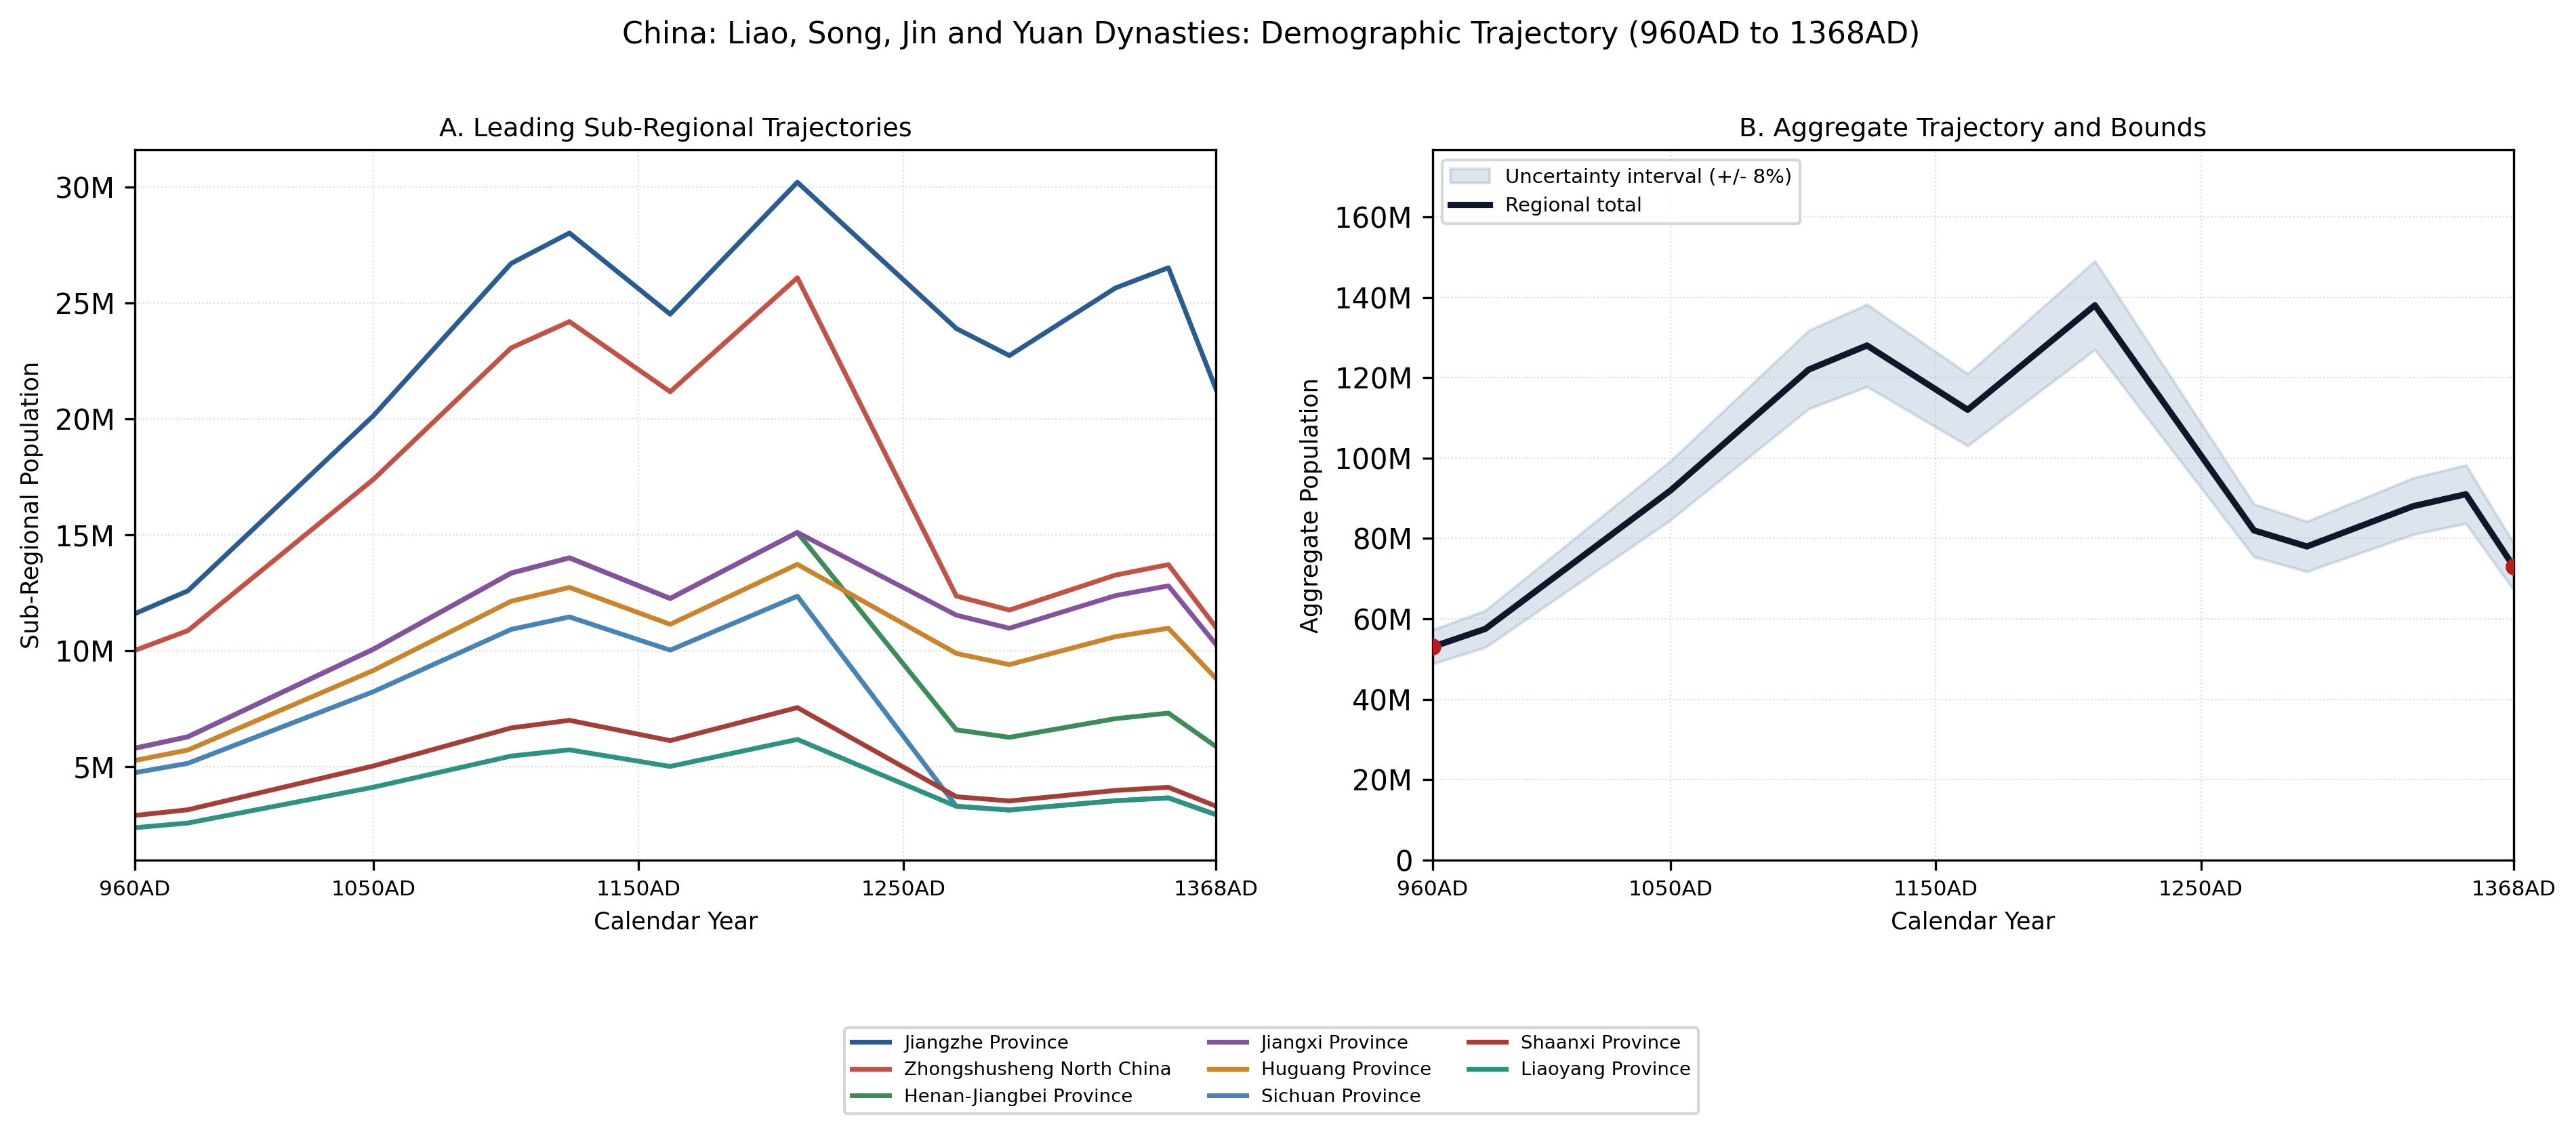 China: Liao, Song, Jin and Yuan Dynasties: Demographic Trajectory (960AD to 1368AD)
A. Leading Sub-Regional Trajectories
Sub-Regional Population
30M
25M
20M
15M
10M
5M
960AD
1050AD
1150AD
1250AD
1368AD
Calendar Year
B. Aggregate Trajectory and Bounds
Uncertainty interval (+/- 8%)
Regional total
Aggregate Population
160M
140M
120M
100M
80M
60M
40M
20M
0
960AD
1050AD
1150AD
1250AD
1368AD
Calendar Year
Jiangzhe Province
Zhongshusheng North China
Henan-Jiangbei Province
Jiangxi Province
Huguang Province
Sichuan Province
Shaanxi Province
Liaoyang Province